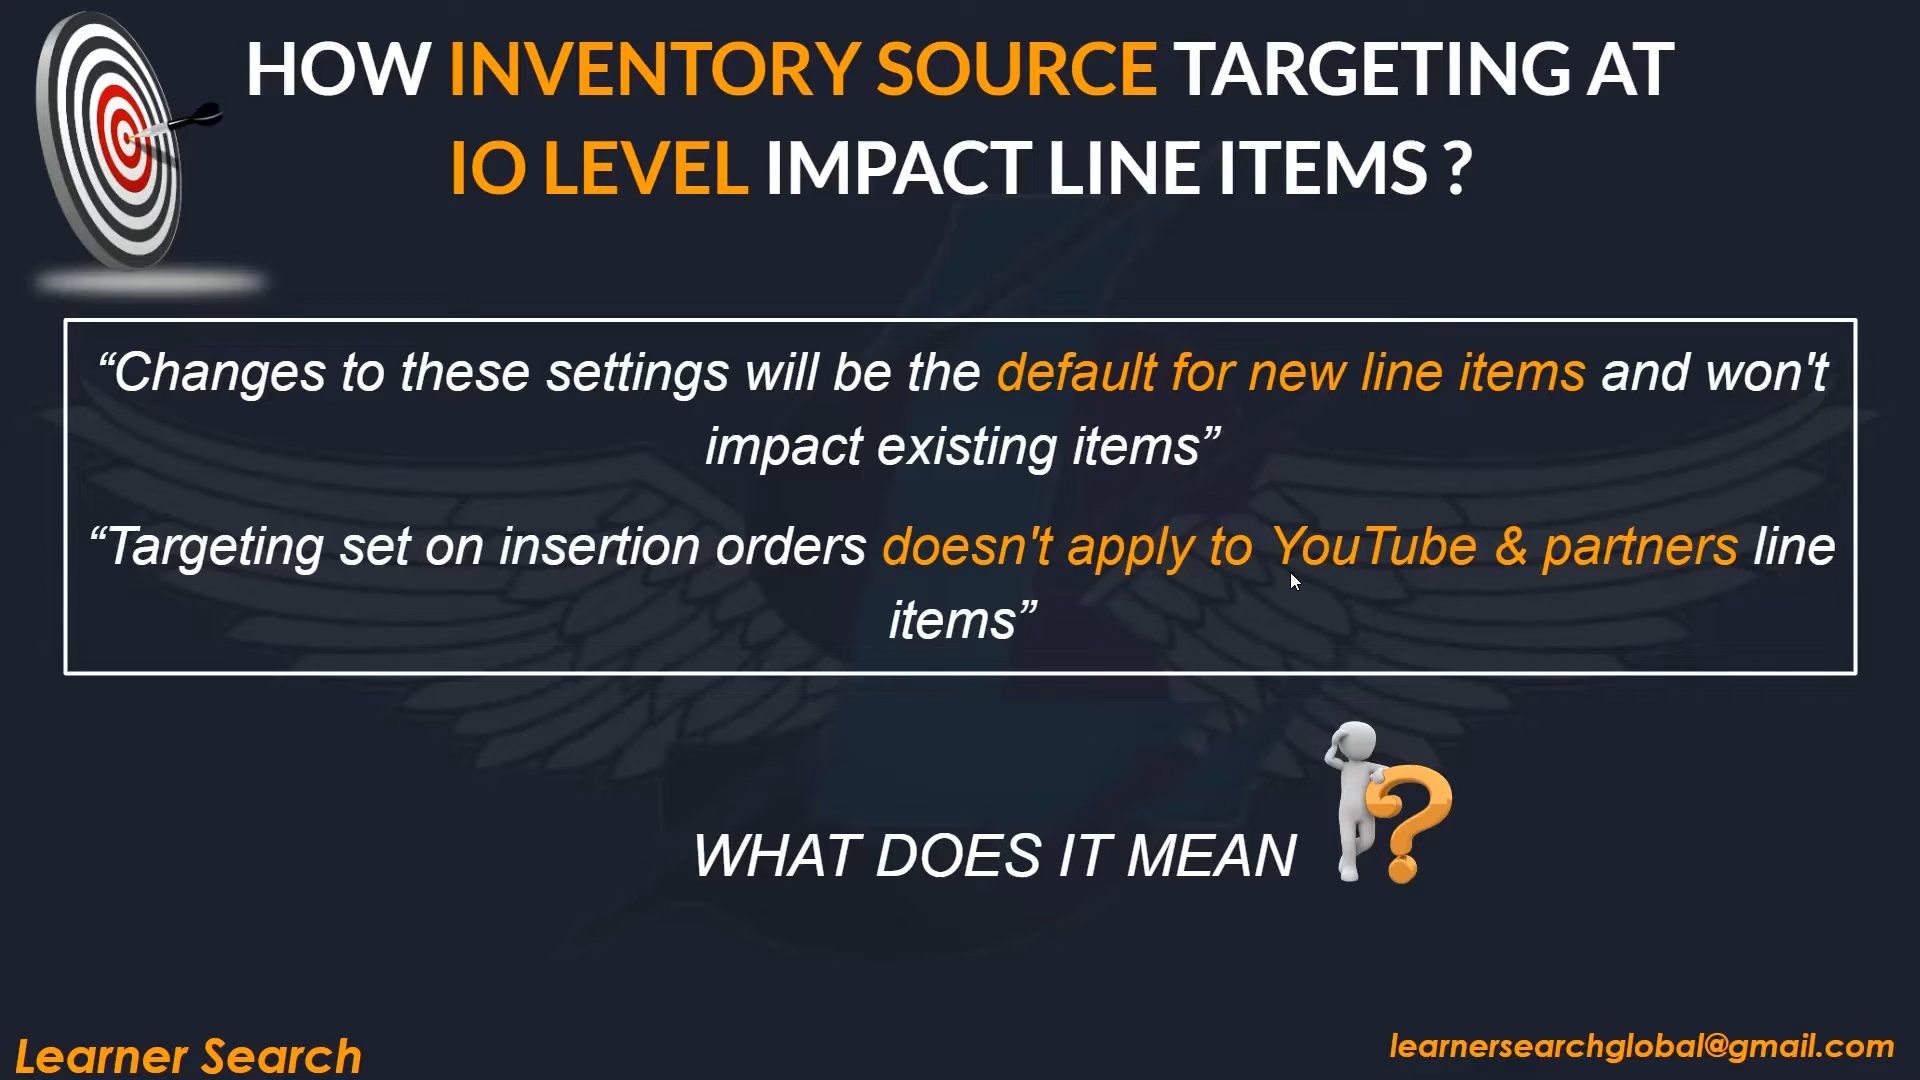 HOW INVENTORY SOURCE TARGETING AT
IO LEVEL IMPACT LINE ITEMS ?
“Changes to these settings will be the default for new line items and won't
impact existing items”
“Targeting set on insertion orders doesn't apply to YouTube & partners line
items”
WHAT DOES IT MEAN
Learner Search
learnersearchglobal@gmail.com